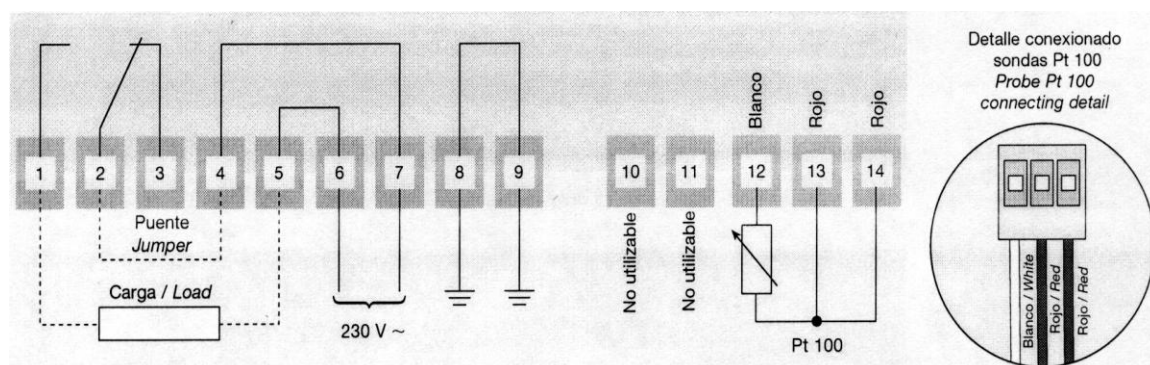 Detalle conexionado
sondas Pt 100
Probe Pt 100
connecting detail
Blanco
Rojo
Rojo
1 2 3 4 5 6 7 8 9 10 11 12 13 14
Puente
Jumper
Carga / Load
230 V ~
No utilizable
No utilizable
Pt 100
Blanco / White
Rojo / Red
Rojo / Red